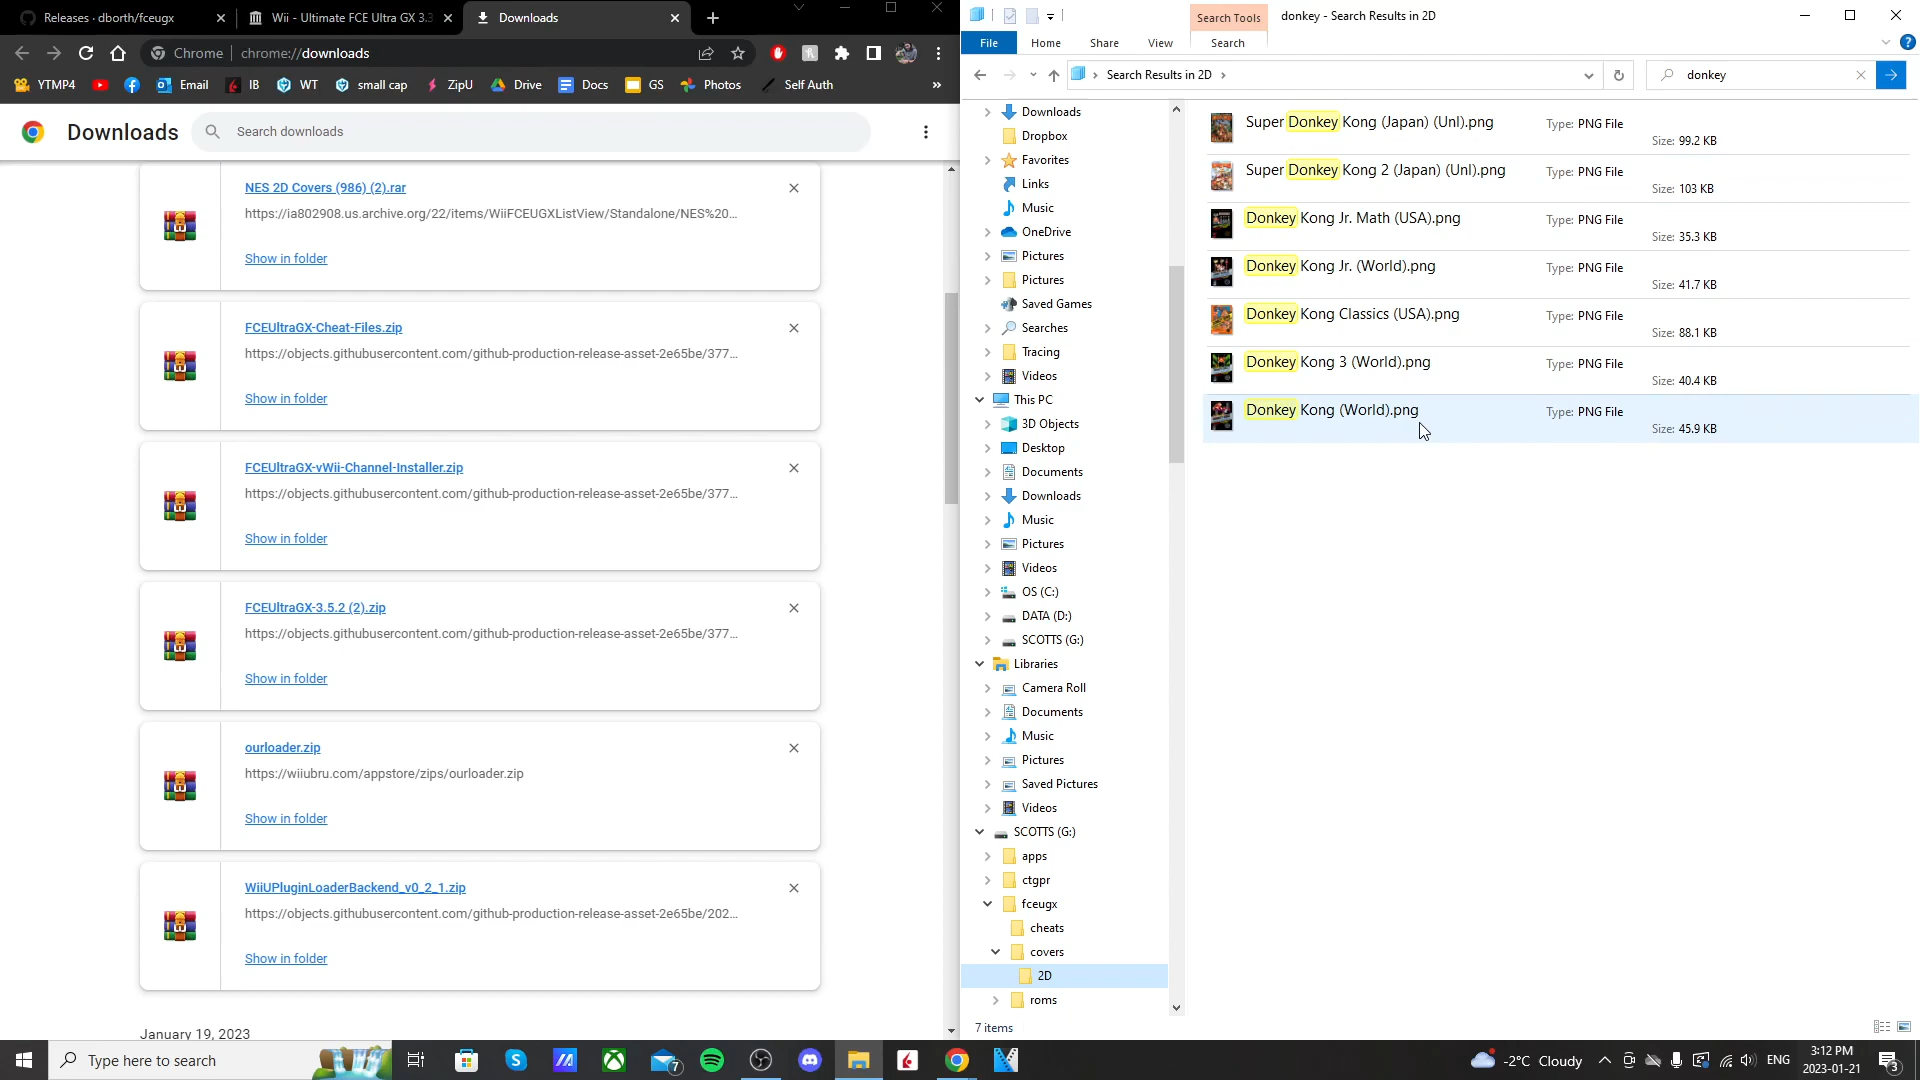 Releases · dborth/fceugx
Wii - Ultimate FCE Ultra GX 3.3
Downloads
Chrome
chrome://downloads
YTMP4
Email
IB
WT
small cap
ZipU
Drive
Docs
GS
Photos
Self Auth
»
Downloads
Search downloads
NES 2D Covers (986) (2).rar
https://ia802908.us.archive.org/22/items/WiiFCEUGXListView/Standalone/NES%20...
Show in folder
FCEUltraGX-Cheat-Files.zip
https://objects.githubusercontent.com/github-production-release-asset-2e65be/377...
Show in folder
FCEUltraGX-vWii-Channel-Installer.zip
https://objects.githubusercontent.com/github-production-release-asset-2e65be/377...
Show in folder
FCEUltraGX-3.5.2 (2).zip
https://objects.githubusercontent.com/github-production-release-asset-2e65be/377...
Show in folder
ourloader.zip
https://wiiubru.com/appstore/zips/ourloader.zip
Show in folder
WiiUPluginLoaderBackend_v0_2_1.zip
https://objects.githubusercontent.com/github-production-release-asset-2e65be/202...
Show in folder
January 19, 2023
Search Tools
donkey - Search Results in 2D
File
Home
Share
View
Search
Search Results in 2D
donkey
Downloads
Dropbox
Favorites
Links
Music
OneDrive
Pictures
Pictures
Saved Games
Searches
Tracing
Videos
This PC
3D Objects
Desktop
Documents
Downloads
Music
Pictures
Videos
OS (C:)
DATA (D:)
SCOTTS (G:)
Libraries
Camera Roll
Documents
Music
Pictures
Saved Pictures
Videos
SCOTTS (G:)
apps
ctgpr
fceugx
cheats
covers
2D
roms
Super Donkey Kong (Japan) (Unl).png
Type: PNG File
Size: 99.2 KB
Super Donkey Kong 2 (Japan) (Unl).png
Type: PNG File
Size: 103 KB
Donkey Kong Jr. Math (USA).png
Type: PNG File
Size: 35.3 KB
Donkey Kong Jr. (World).png
Type: PNG File
Size: 41.7 KB
Donkey Kong Classics (USA).png
Type: PNG File
Size: 88.1 KB
Donkey Kong 3 (World).png
Type: PNG File
Size: 40.4 KB
Donkey Kong (World).png
Type: PNG File
Size: 45.9 KB
7 items
Type here to search
7
-2°C Cloudy
ENG
3:12 PM
2023-01-21
3